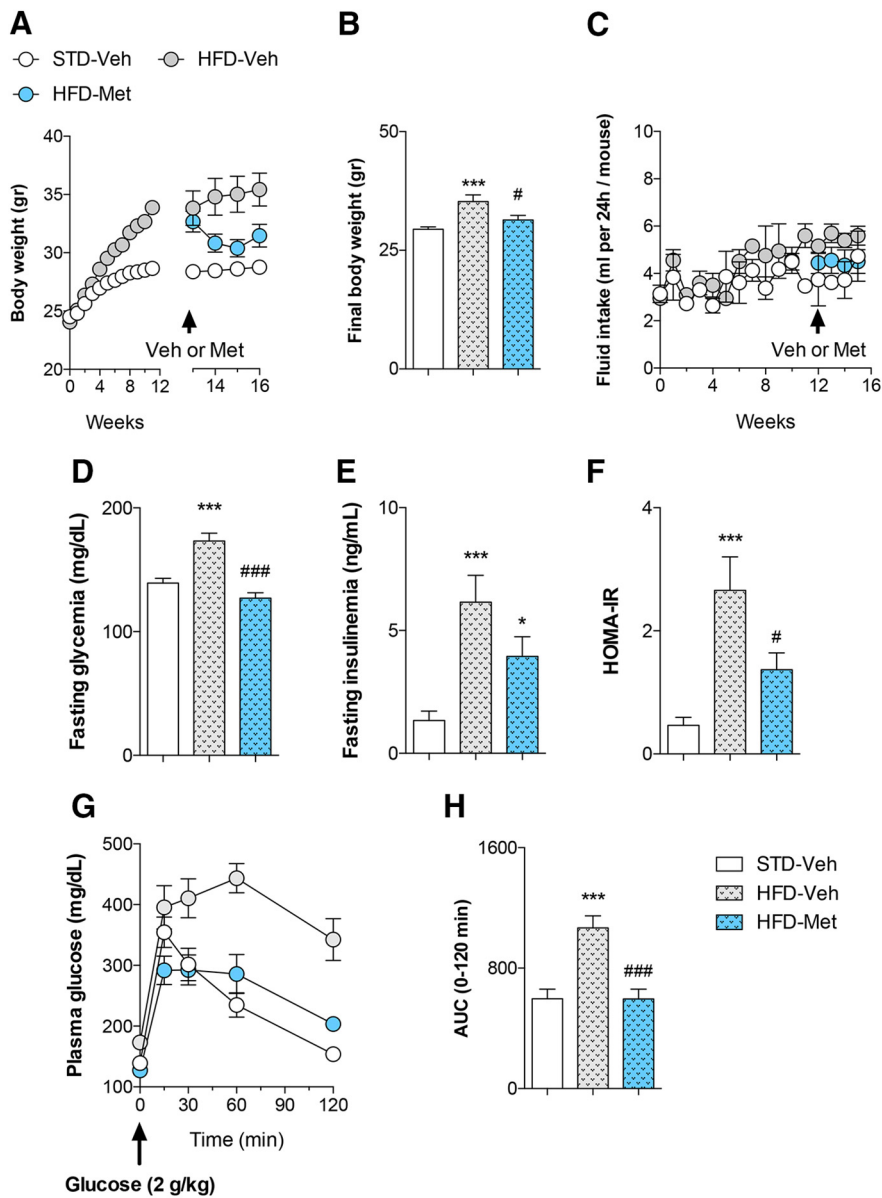 A
B
C
STD-Veh
HFD-Veh
HFD-Met
Body weight (gr)
40
35
30
25
20
0
4
8
12
14
16
Veh or Met
Weeks
Final body weight (gr)
50
25
0
***
#
Fluid intake (ml per 24h / mouse)
10
8
6
4
2
0
0
4
8
12
16
Veh or Met
Weeks
D
E
F
Fasting glycemia (mg/dL)
200
100
0
***
###
Fasting insulinemia (ng/mL)
10
5
0
***
*
HOMA-IR
4
2
0
***
#
G
H
Plasma glucose (mg/dL)
500
400
300
200
100
0
30
60
90
120
Time (min)
Glucose (2 g/kg)
AUC (0-120 min)
1600
800
0
***
###
STD-Veh
HFD-Veh
HFD-Met